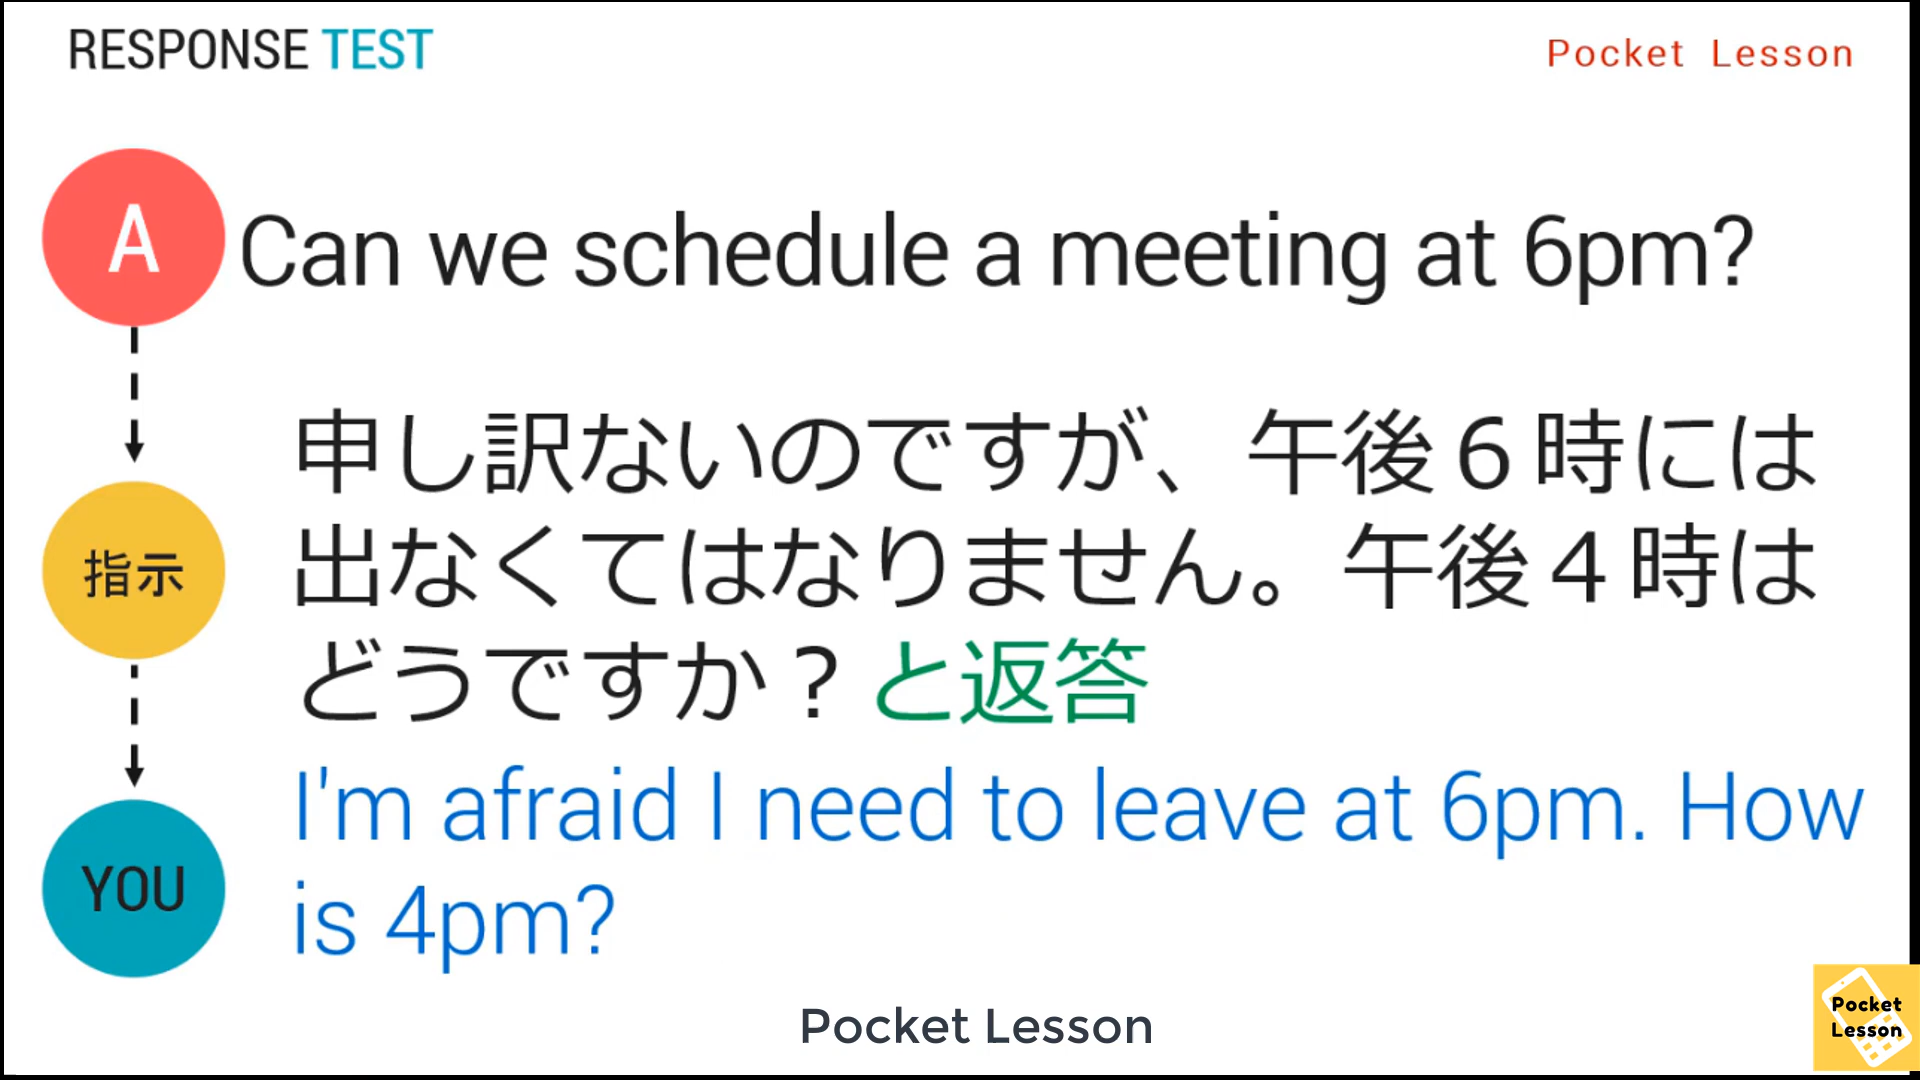 RESPONSE TEST
Pocket Lesson
A
Can we schedule a meeting at 6pm?
申し訳ないのですが、午後６時には
出なくてはなりません。午後４時は
どうですか？と返答
指示
I'm afraid I need to leave at 6pm. How
is 4pm?
YOU
Pocket Lesson
Pocket
Lesson